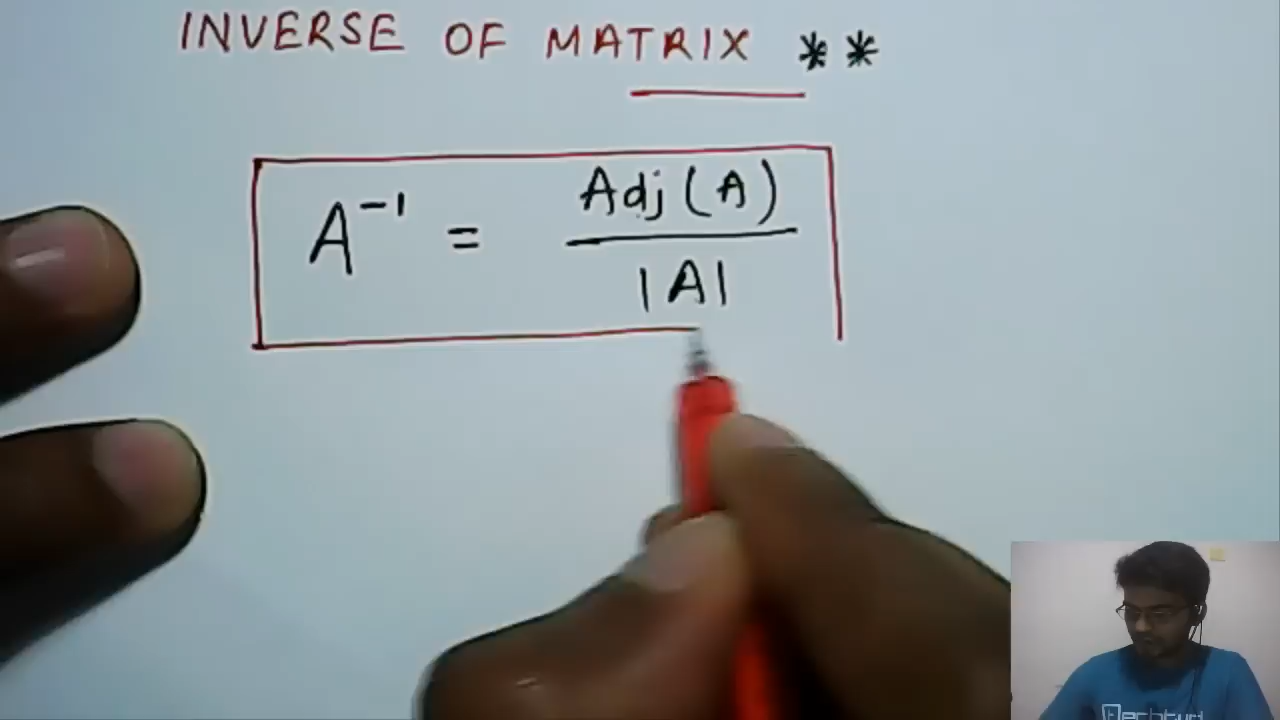 INVERSE OF MATRIX **
A⁻¹ = Adj(A)
|A|